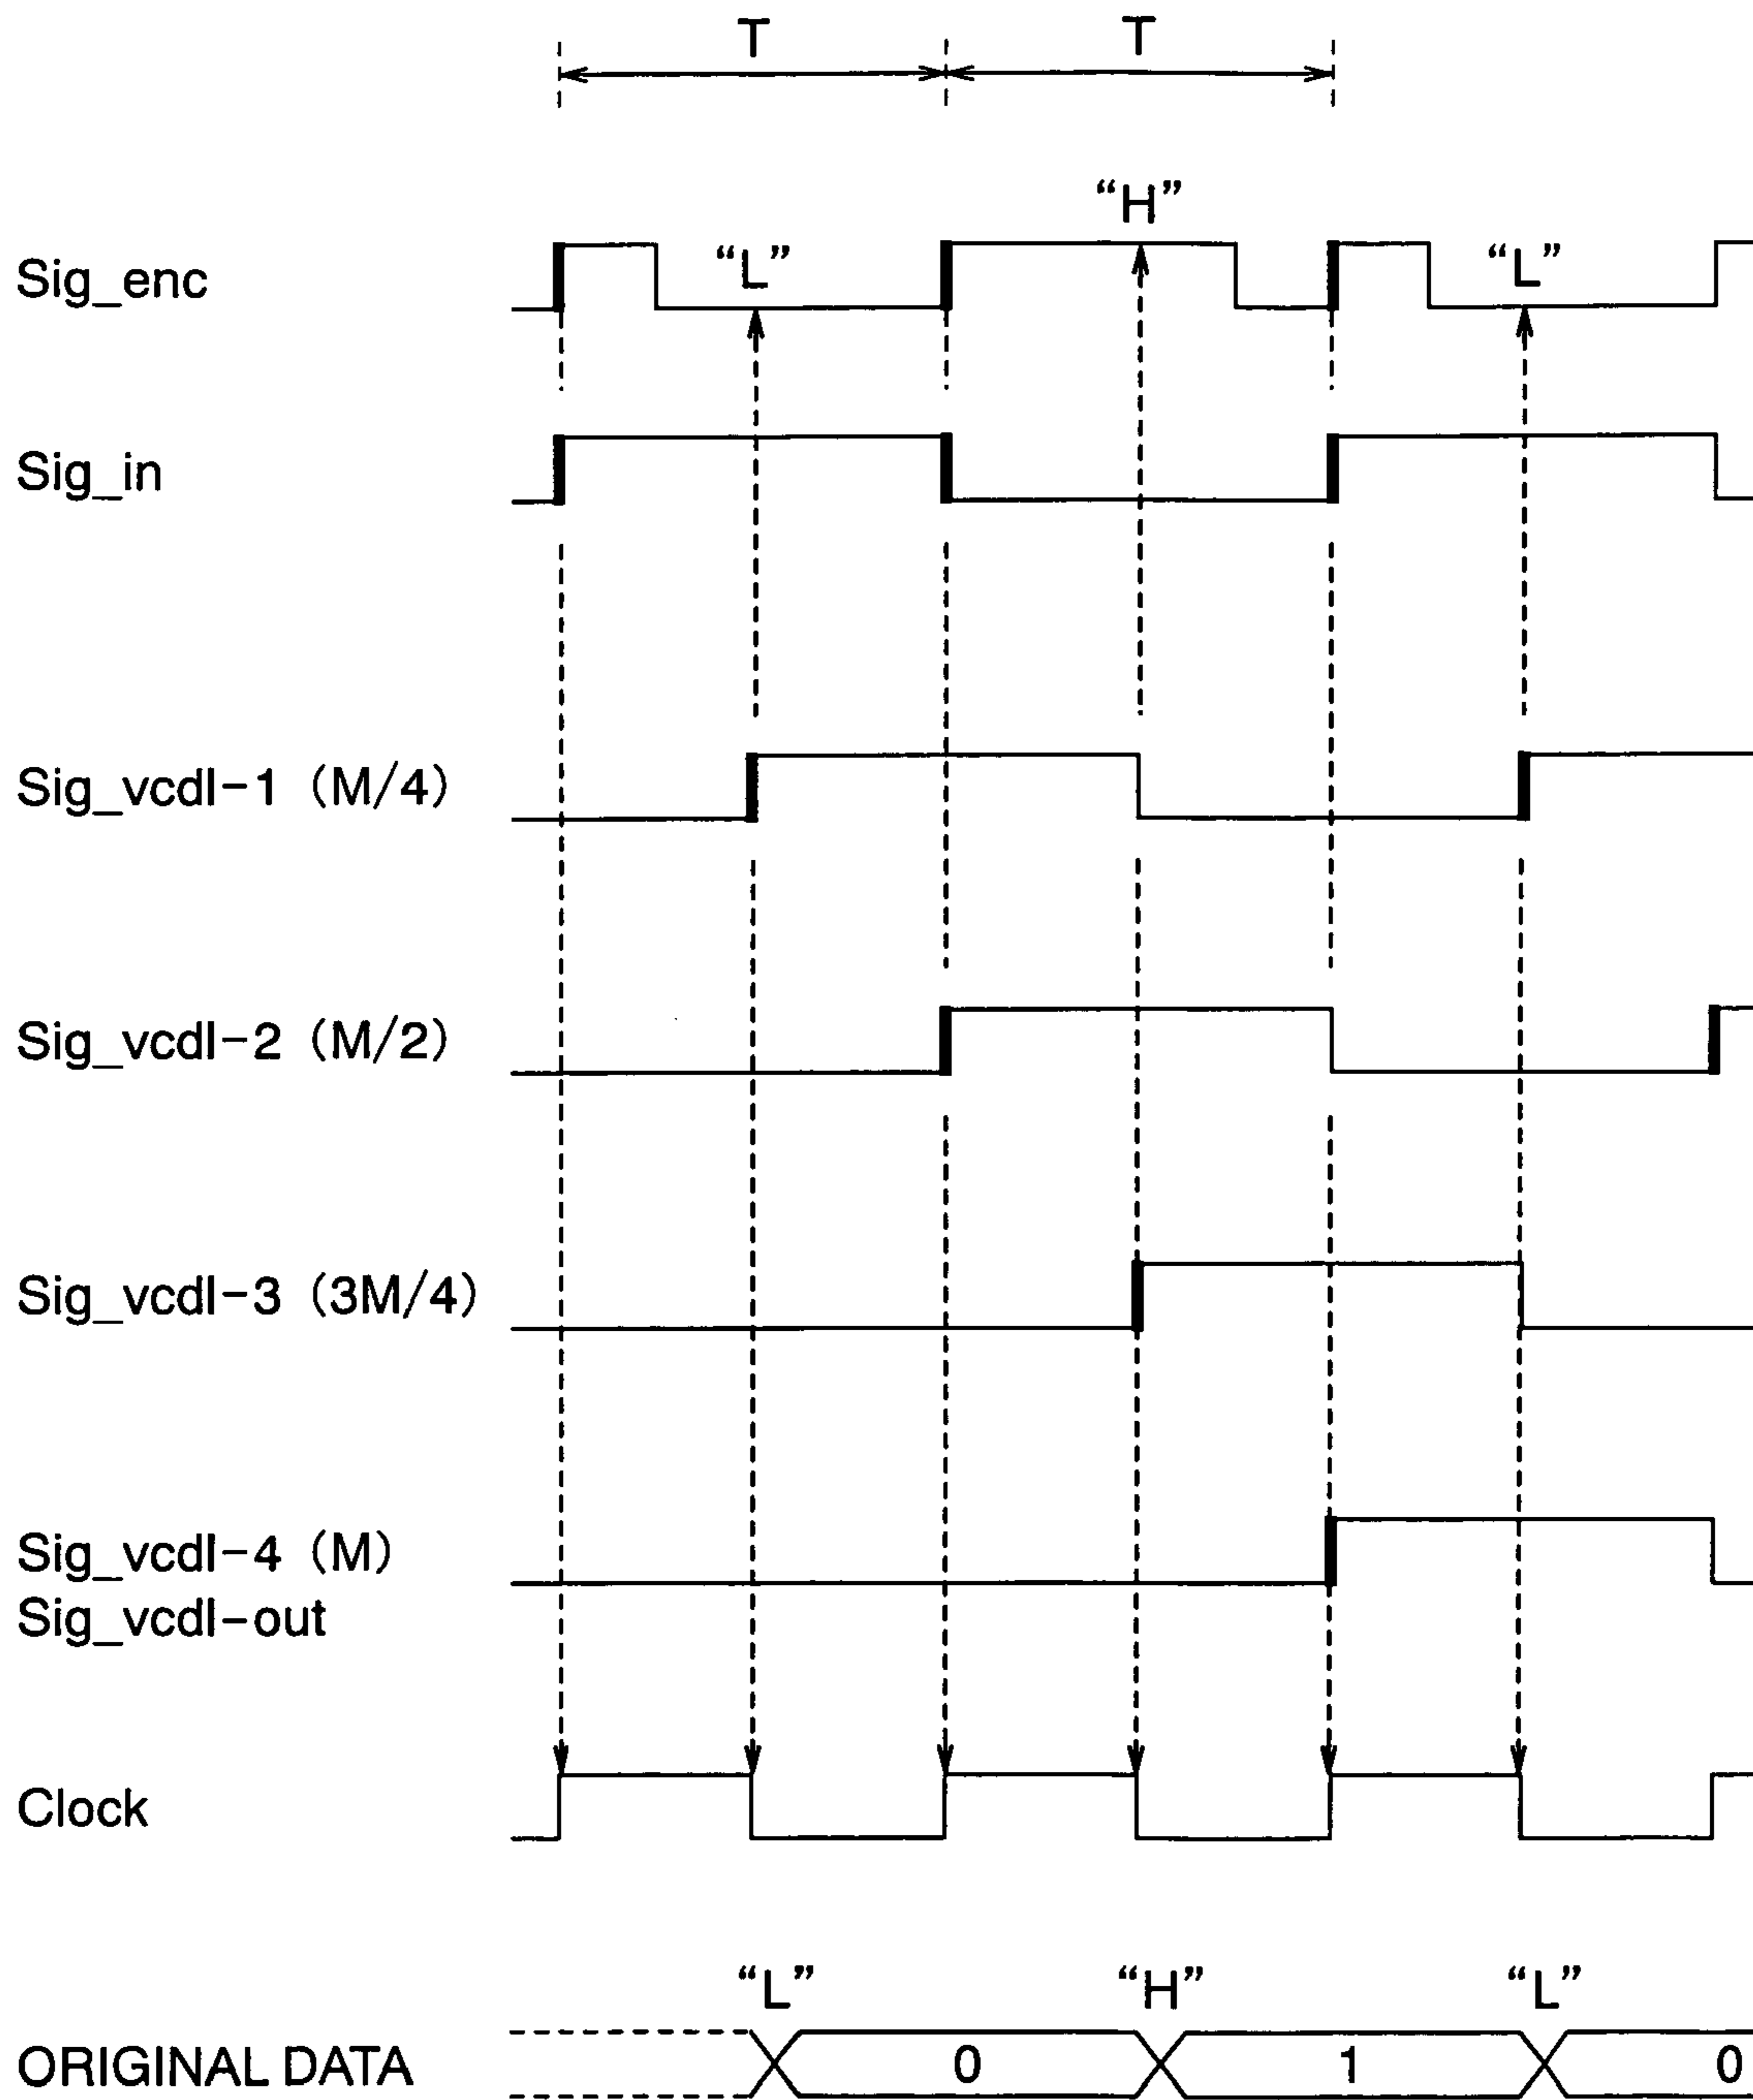 T T
“H”
Sig_enc “L” “L”
Sig_in
Sig_vcdl-1 (M/4)
Sig_vcdl-2 (M/2)
Sig_vcdl-3 (3M/4)
Sig_vcdl-4 (M)
Sig_vcdl-out
Clock
“L” “H” “L”
ORIGINAL DATA 0 1 0